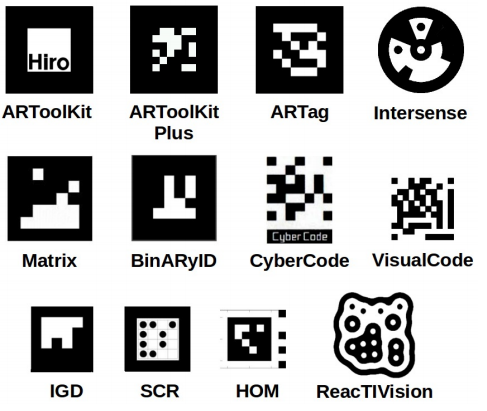 Hiro
ARToolKit
ARToolKit
Plus
ARTag
Intersense
Matrix
BinARyID
CyberCode
CyberCode
VisualCode
IGD
SCR
HOM
ReacTIVision